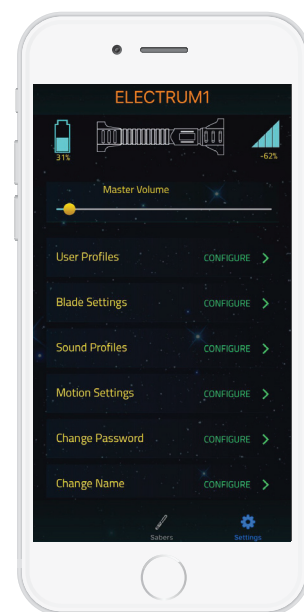 ELECTRUM1
31%
-62%
Master Volume
User Profiles CONFIGURE
Blade Settings CONFIGURE
Sound Profiles CONFIGURE
Motion Settings CONFIGURE
Change Password CONFIGURE
Change Name CONFIGURE
Sabers Settings